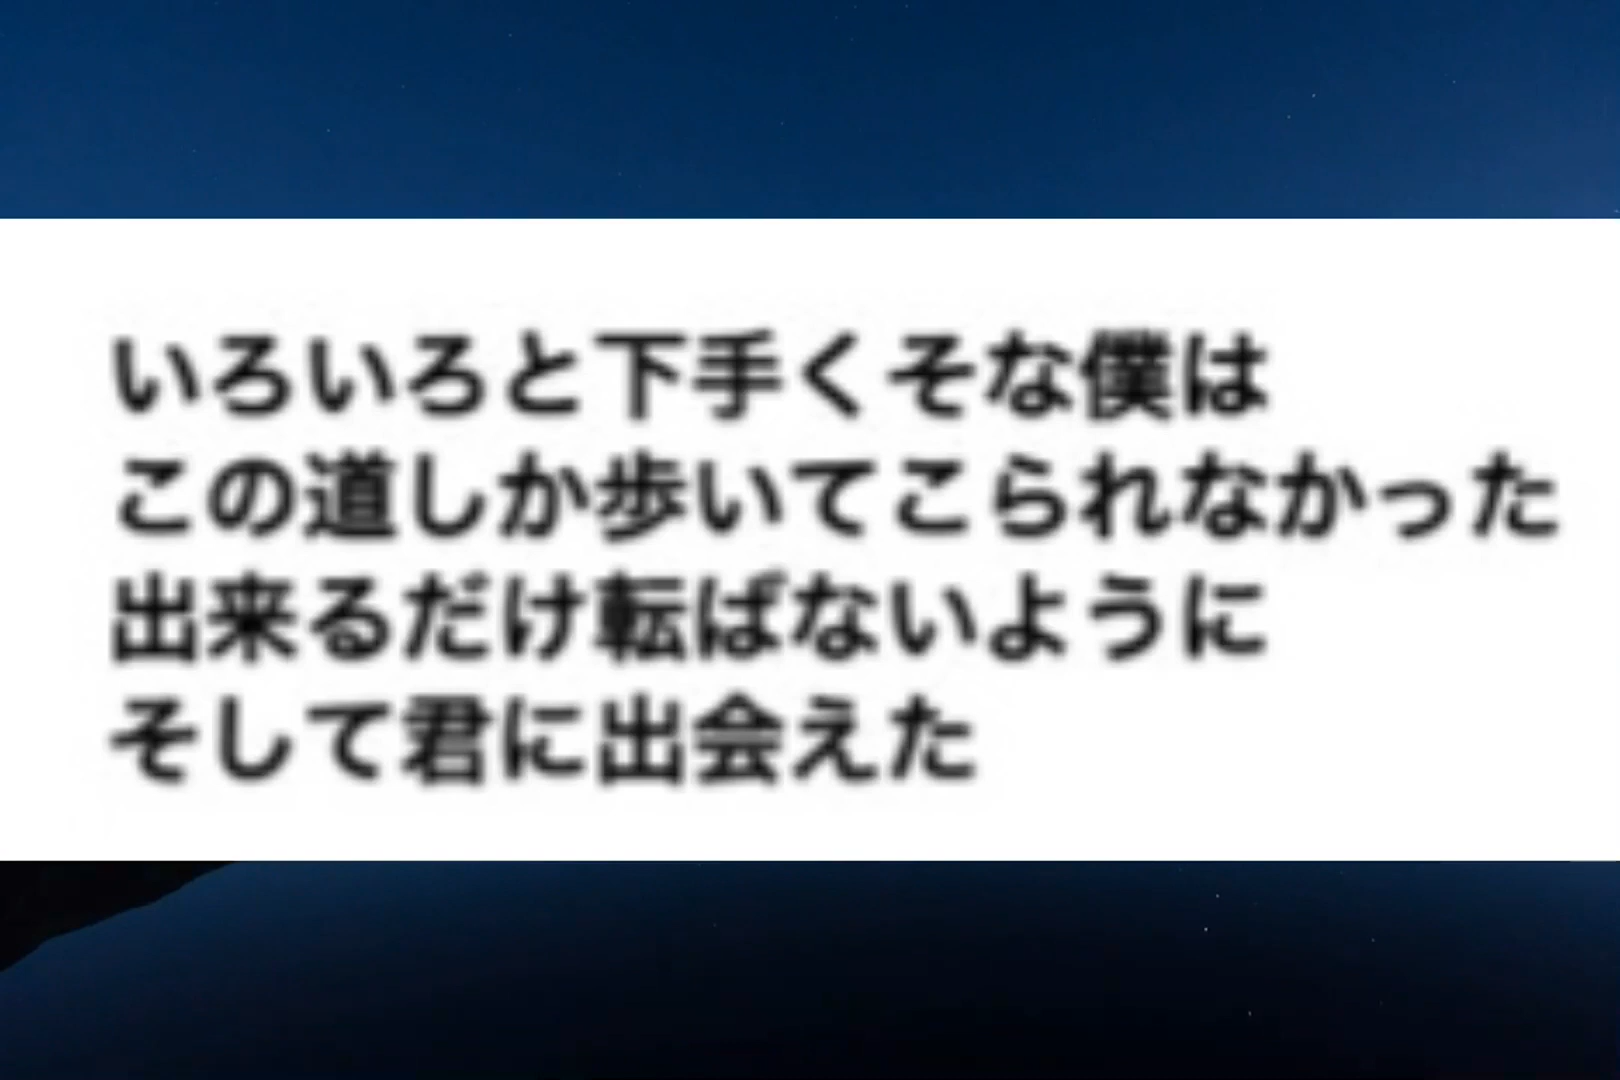 いろいろと下手くそな僕は
この道しか歩いてこられなかった
出来るだけ転ばないように
そして君に出会えた